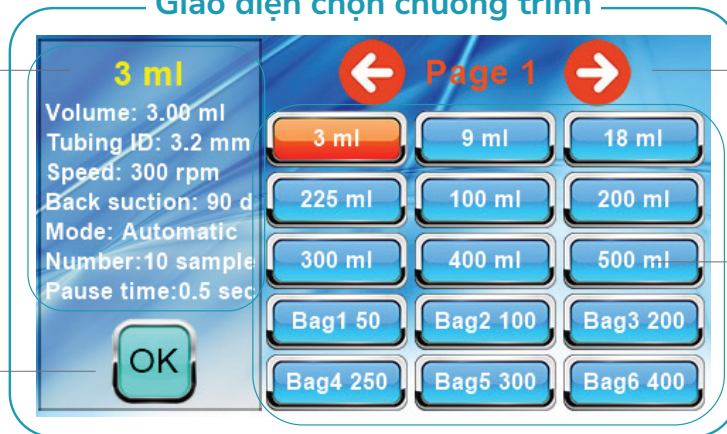 Giao diện chọn chương trình
3 ml
Volume: 3.00 ml
Tubing ID: 3.2 mm
Speed: 300 rpm
Back suction: 90 d
Mode: Automatic
Number:10 sample
Pause time:0.5 sec
OK
Page 1
3 ml 9 ml 18 ml
225 ml 100 ml 200 ml
300 ml 400 ml 500 ml
Bag1 50 Bag2 100 Bag3 200
Bag4 250 Bag5 300 Bag6 400